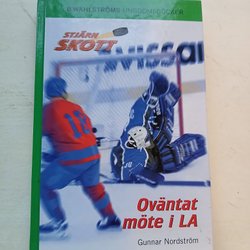 B WAHLSTRÖMS UNGDOMSBÖCKER
STJÄRN
SKOTT
Oväntat
möte i LA
Gunnar Nordström